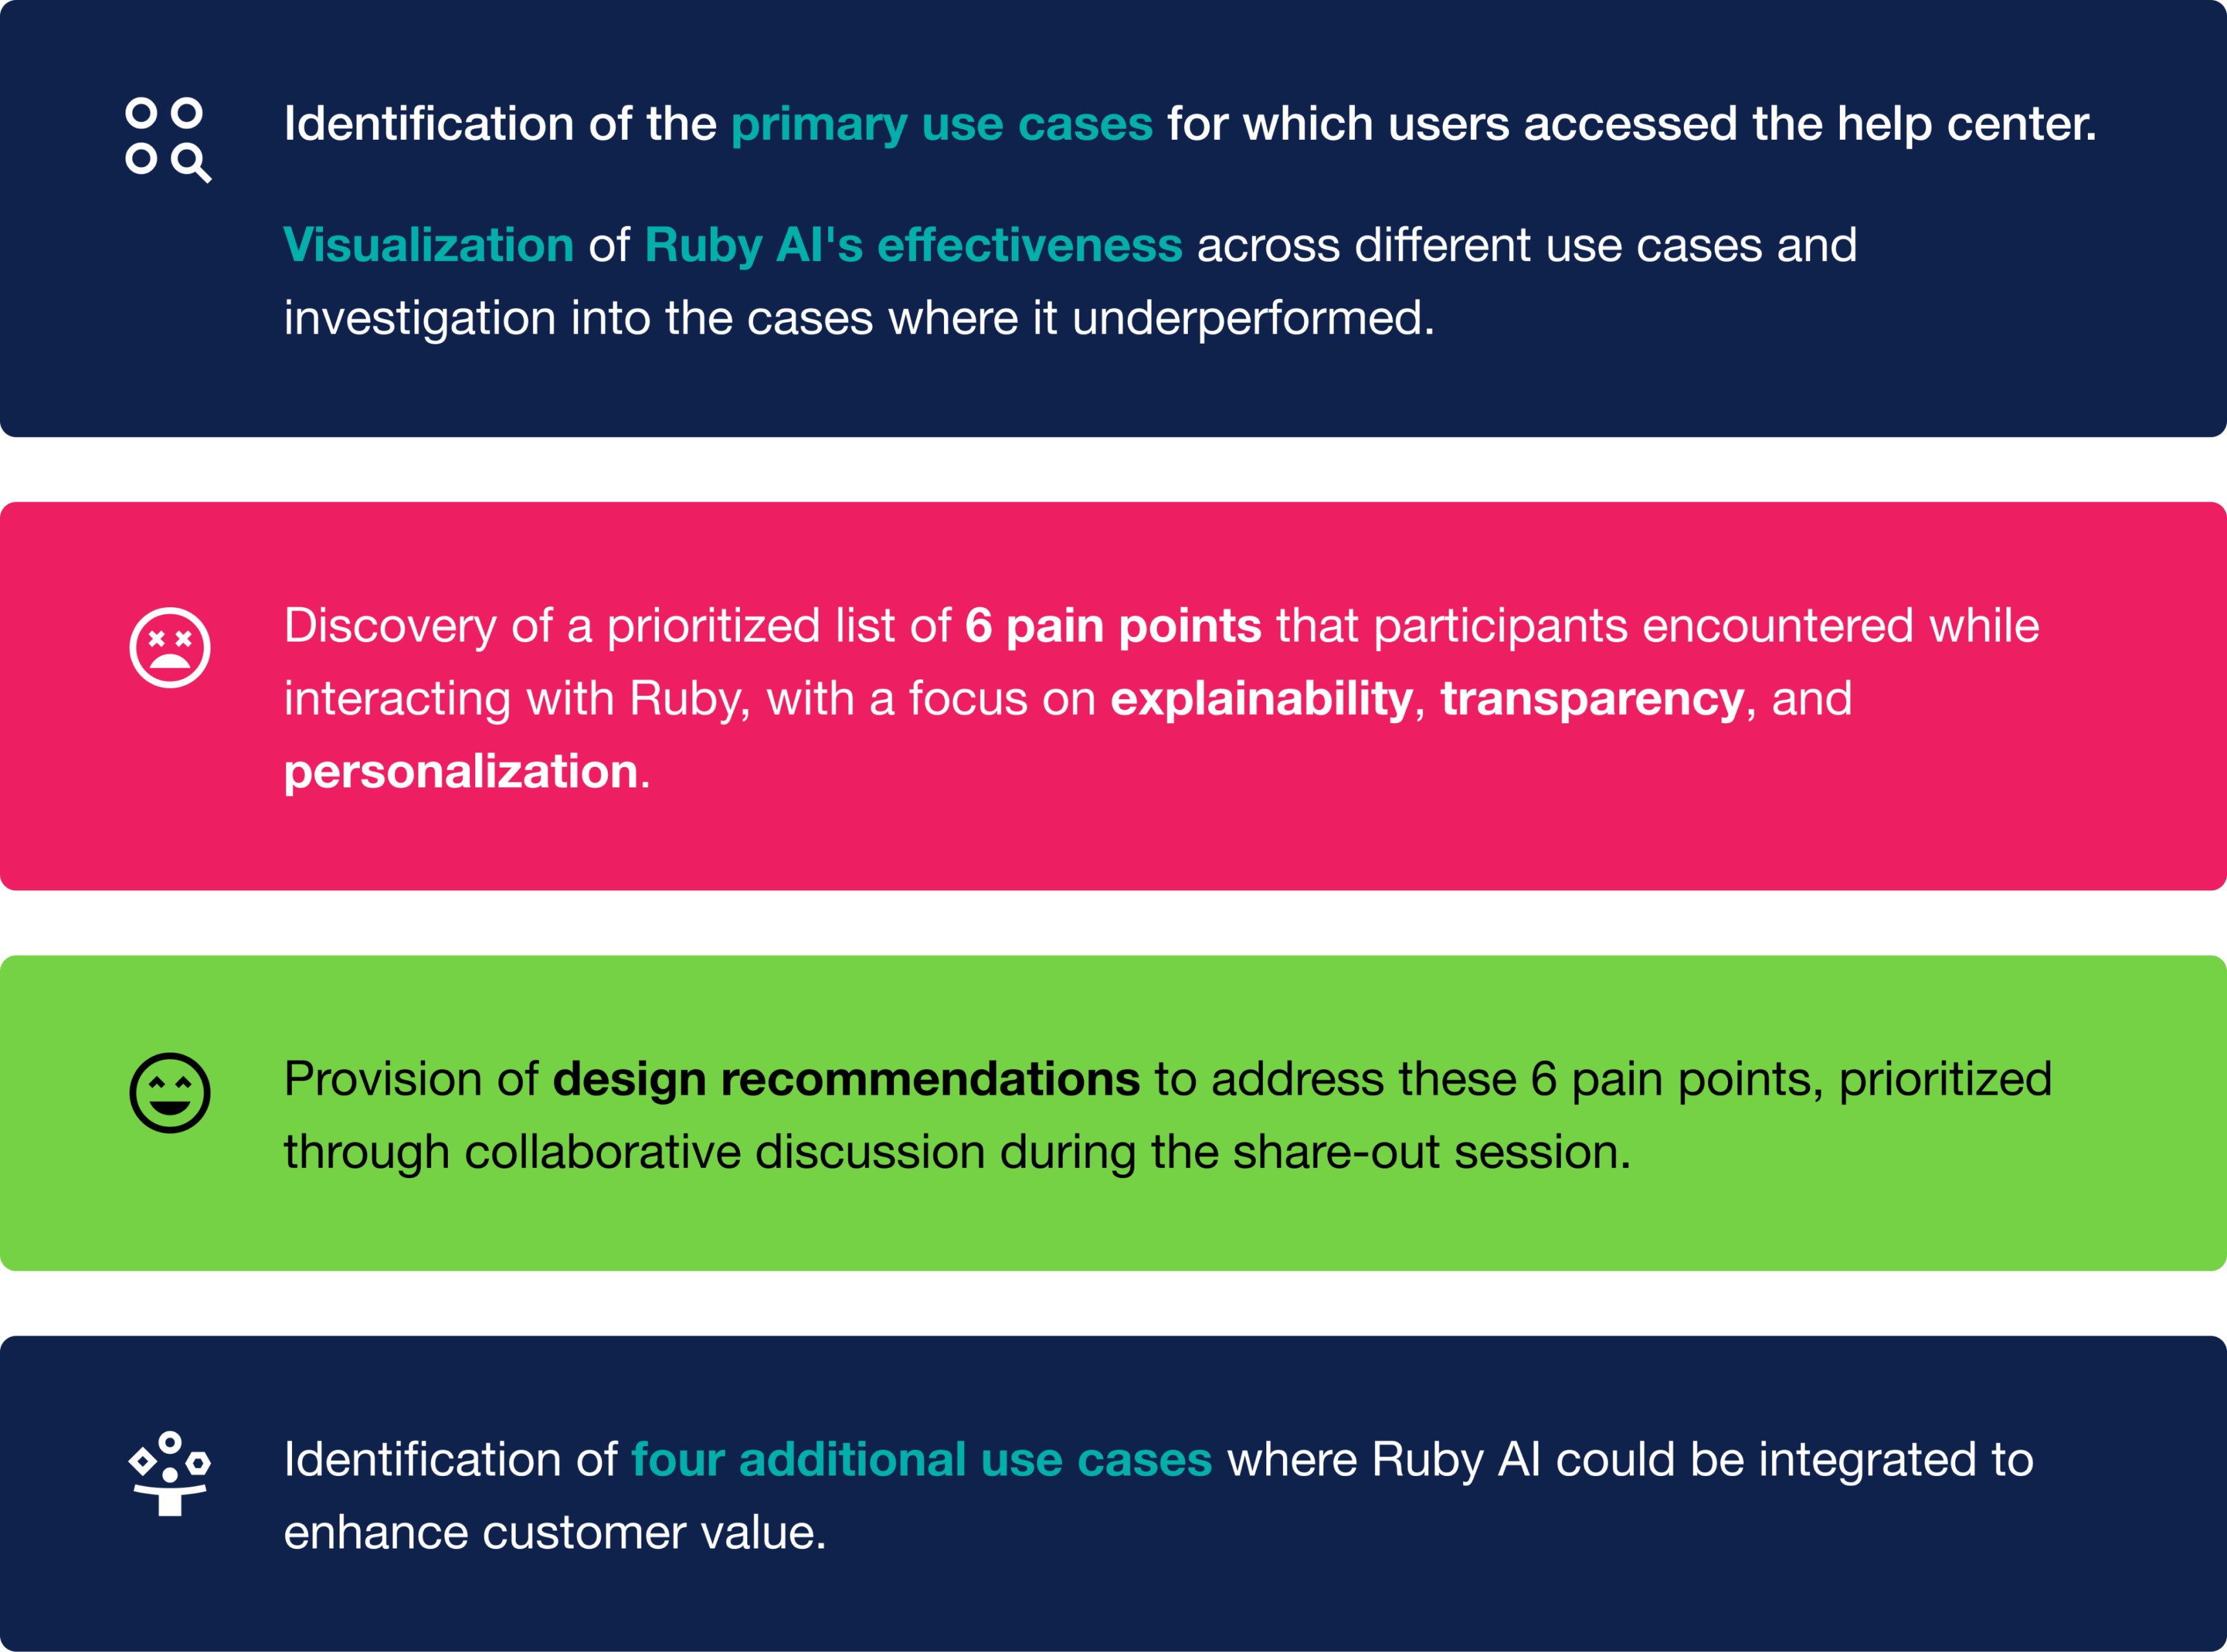 Identification of the primary use cases for which users accessed the help center.
Visualization of Ruby AI's effectiveness across different use cases and
investigation into the cases where it underperformed.
Discovery of a prioritized list of 6 pain points that participants encountered while
interacting with Ruby, with a focus on explainability, transparency, and
personalization.
Provision of design recommendations to address these 6 pain points, prioritized
through collaborative discussion during the share-out session.
Identification of four additional use cases where Ruby AI could be integrated to
enhance customer value.